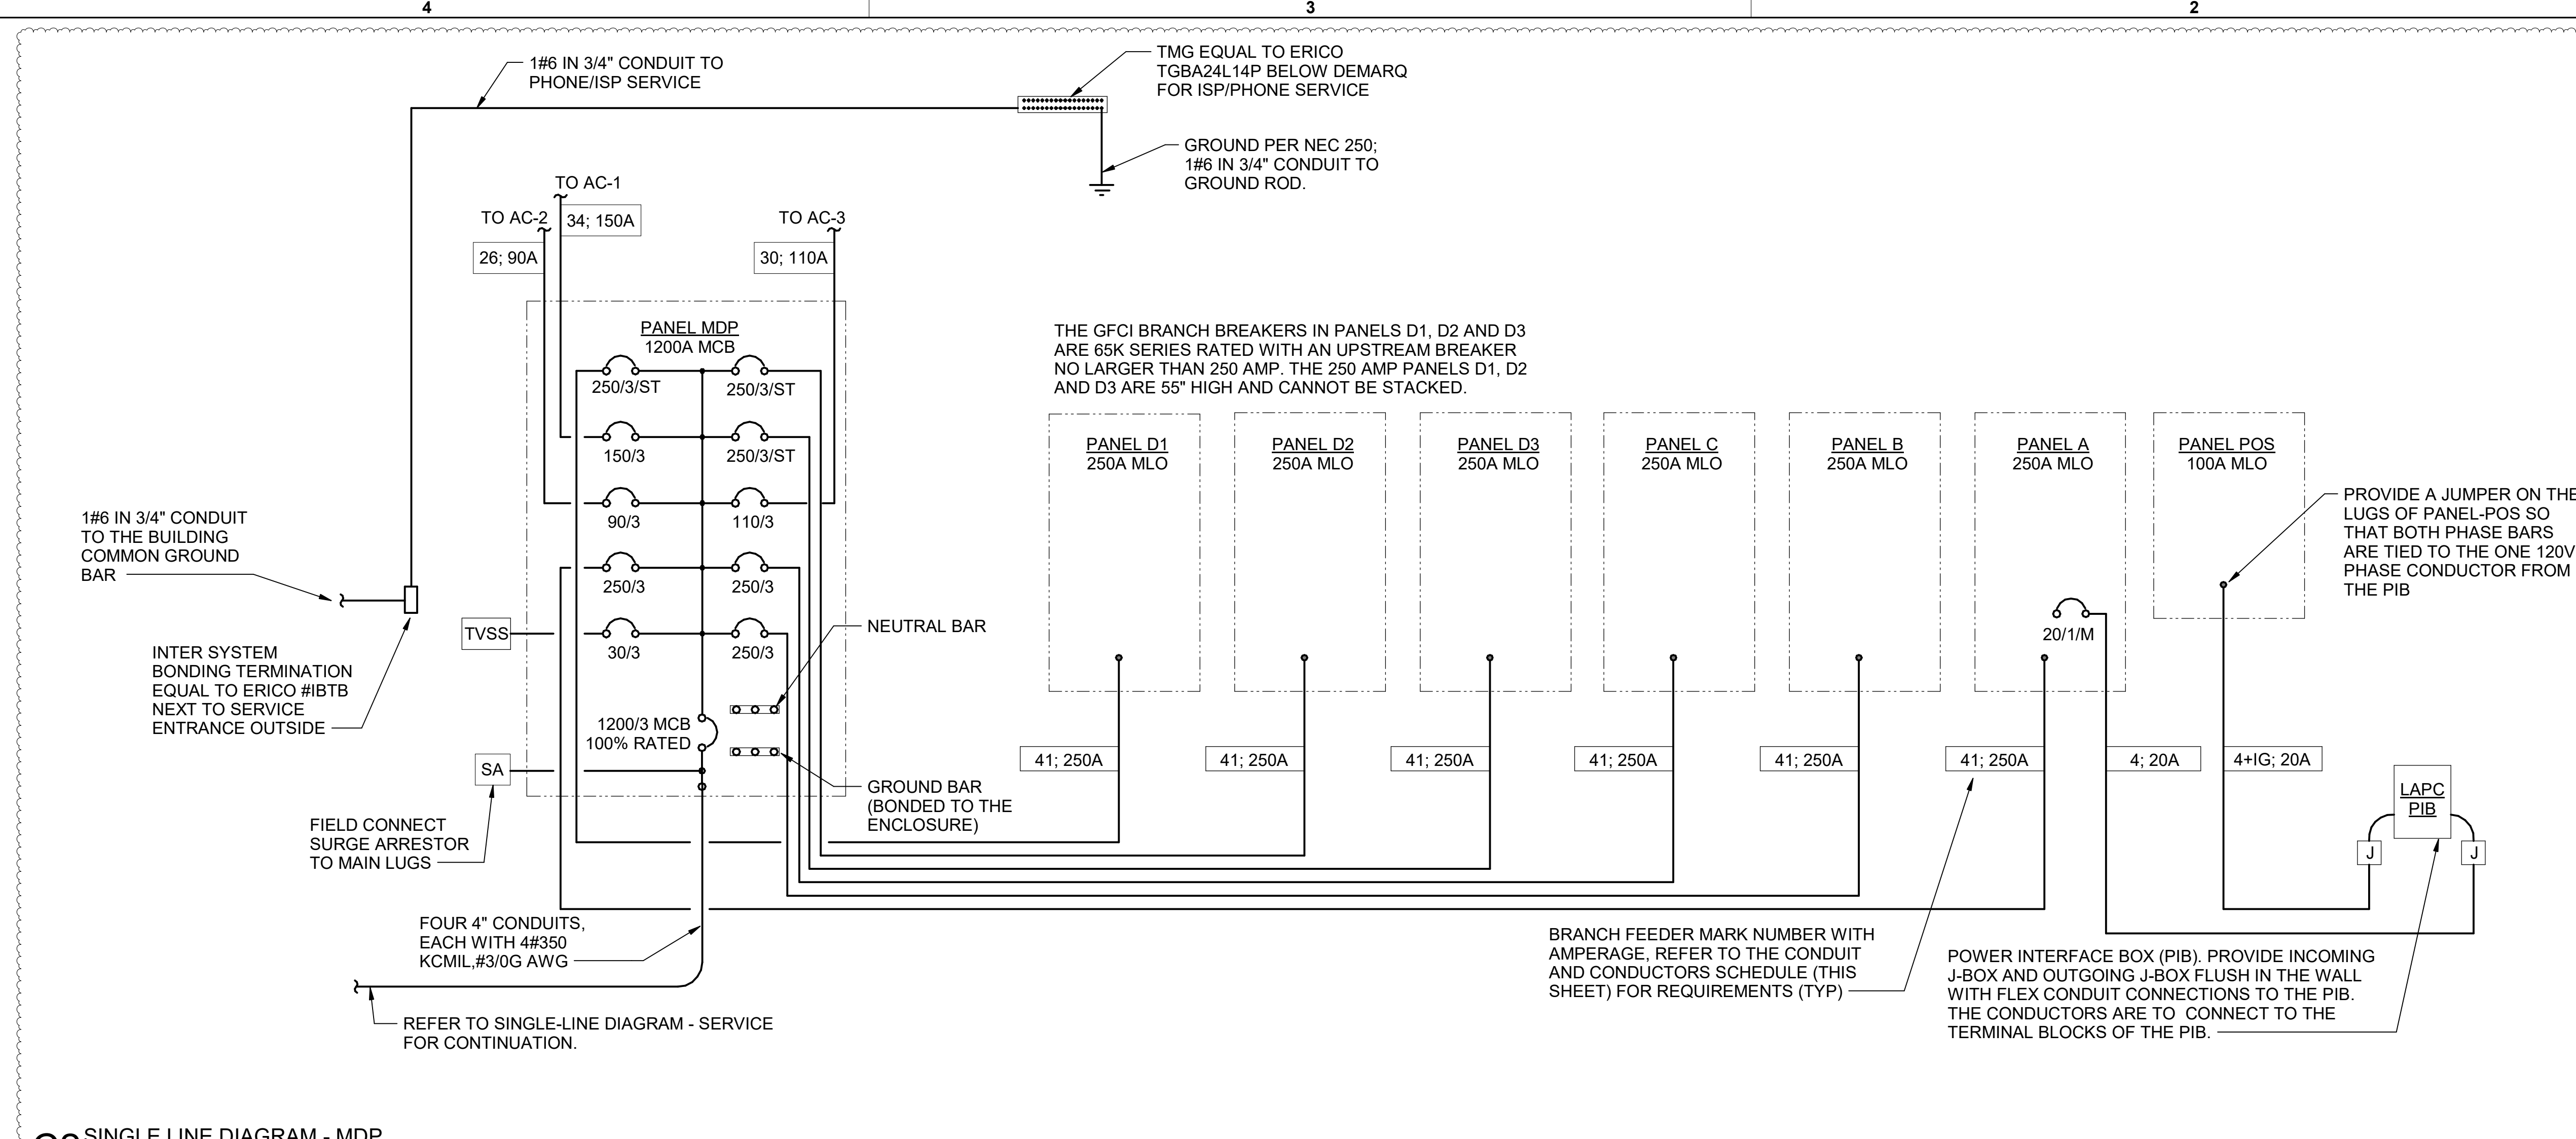 4
3
2
1#6 IN 3/4" CONDUIT TO
PHONE/ISP SERVICE
TMG EQUAL TO ERICO
TGBA24L14P BELOW DEMARQ
FOR ISP/PHONE SERVICE
GROUND PER NEC 250;
1#6 IN 3/4" CONDUIT TO
GROUND ROD.
TO AC-1
34; 150A
TO AC-2
26; 90A
TO AC-3
30; 110A
PANEL MDP
1200A MCB
250/3/ST
250/3/ST
150/3
250/3/ST
90/3
110/3
250/3
250/3
TVSS
30/3
250/3
NEUTRAL BAR
1200/3 MCB
100% RATED
SA
GROUND BAR
(BONDED TO THE
ENCLOSURE)
1#6 IN 3/4" CONDUIT
TO THE BUILDING
COMMON GROUND
BAR
INTER SYSTEM
BONDING TERMINATION
EQUAL TO ERICO #IBTB
NEXT TO SERVICE
ENTRANCE OUTSIDE
FIELD CONNECT
SURGE ARRESTOR
TO MAIN LUGS
FOUR 4" CONDUITS,
EACH WITH 4#350
KCMIL,#3/0G AWG
REFER TO SINGLE-LINE DIAGRAM - SERVICE
FOR CONTINUATION.
THE GFCI BRANCH BREAKERS IN PANELS D1, D2 AND D3
ARE 65K SERIES RATED WITH AN UPSTREAM BREAKER
NO LARGER THAN 250 AMP. THE 250 AMP PANELS D1, D2
AND D3 ARE 55" HIGH AND CANNOT BE STACKED.
PANEL D1
250A MLO
PANEL D2
250A MLO
PANEL D3
250A MLO
PANEL C
250A MLO
PANEL B
250A MLO
PANEL A
250A MLO
PANEL POS
100A MLO
20/1/M
PROVIDE A JUMPER ON THE
LUGS OF PANEL-POS SO
THAT BOTH PHASE BARS
ARE TIED TO THE ONE 120V
PHASE CONDUCTOR FROM
THE PIB
41; 250A
41; 250A
41; 250A
41; 250A
41; 250A
41; 250A
4; 20A
4+IG; 20A
LAPC
PIB
J
J
BRANCH FEEDER MARK NUMBER WITH
AMPERAGE, REFER TO THE CONDUIT
AND CONDUCTORS SCHEDULE (THIS
SHEET) FOR REQUIREMENTS (TYP)
POWER INTERFACE BOX (PIB). PROVIDE INCOMING
J-BOX AND OUTGOING J-BOX FLUSH IN THE WALL
WITH FLEX CONDUIT CONNECTIONS TO THE PIB.
THE CONDUCTORS ARE TO CONNECT TO THE
TERMINAL BLOCKS OF THE PIB.
SINGLE LINE DIAGRAM - MDP